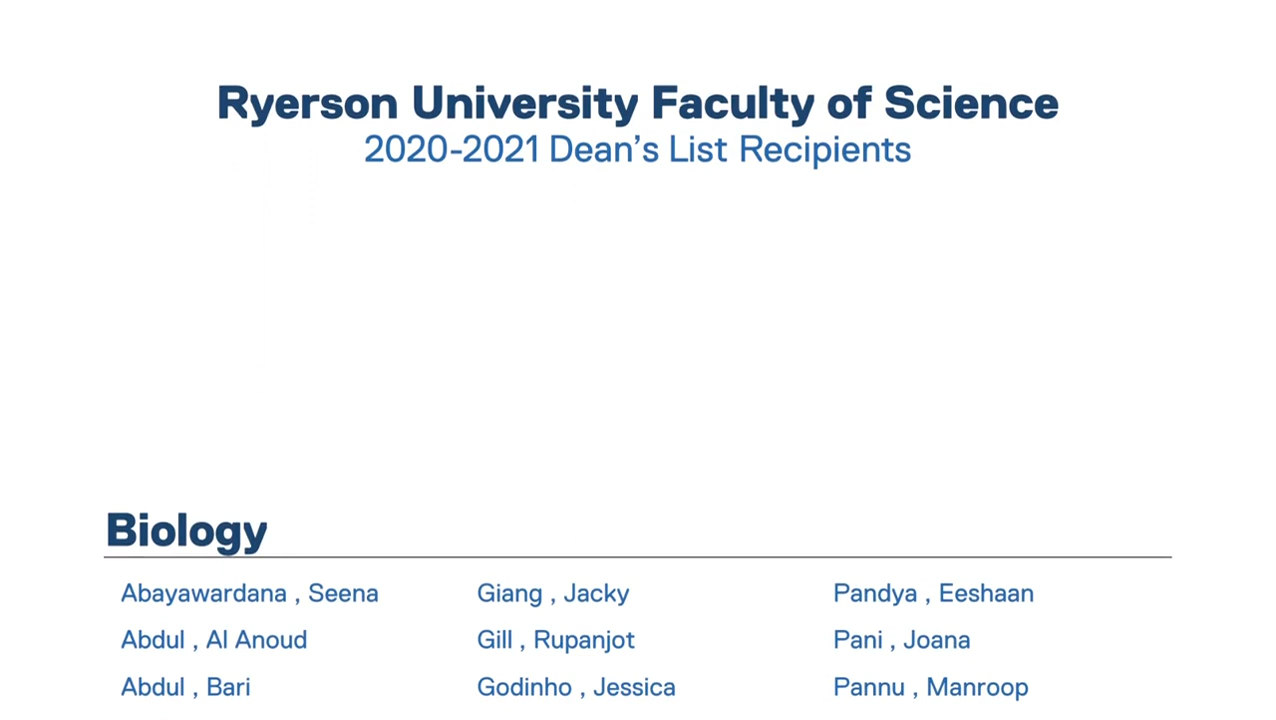 Ryerson University Faculty of Science
2020-2021 Dean’s List Recipients
Biology
Abayawardana , Seena
Abdul , Al Anoud
Abdul , Bari
Giang , Jacky
Gill , Rupanjot
Godinho , Jessica
Pandya , Eeshaan
Pani , Joana
Pannu , Manroop